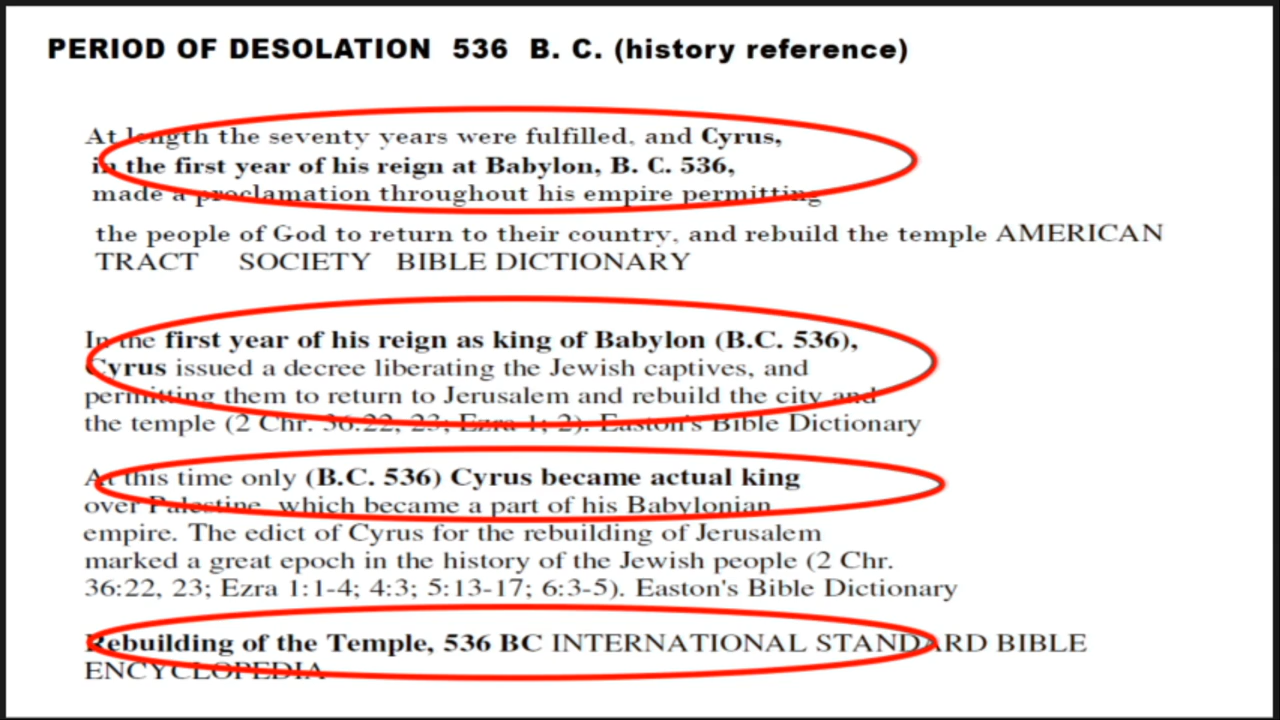 PERIOD OF DESOLATION 536 B. C. (history reference)
At length the seventy years were fulfilled, and Cyrus,
in the first year of his reign at Babylon, B. C. 536,
made a proclamation throughout his empire permitting
the people of God to return to their country, and rebuild the temple AMERICAN
TRACT SOCIETY BIBLE DICTIONARY
In the first year of his reign as king of Babylon (B.C. 536),
Cyrus issued a decree liberating the Jewish captives, and
permitting them to return to Jerusalem and rebuild the city and
the temple (2 Chr. 36:22, 23; Ezra 1; 2). Easton's Bible Dictionary
At this time only (B.C. 536) Cyrus became actual king
over Palestine, which became a part of his Babylonian
empire. The edict of Cyrus for the rebuilding of Jerusalem
marked a great epoch in the history of the Jewish people (2 Chr.
36:22, 23; Ezra 1:1-4; 4:3; 5:13-17; 6:3-5). Easton's Bible Dictionary
Rebuilding of the Temple, 536 BC INTERNATIONAL STANDARD BIBLE
ENCYCLOPEDIA